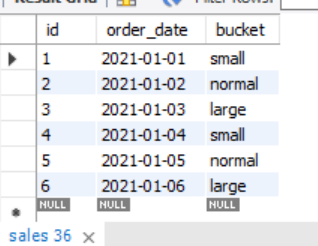 Result Grid Filter Rows:
id order_date bucket
1 2021-01-01 small
2 2021-01-02 normal
3 2021-01-03 large
4 2021-01-04 small
5 2021-01-05 normal
6 2021-01-06 large
NULL NULL NULL
sales 36